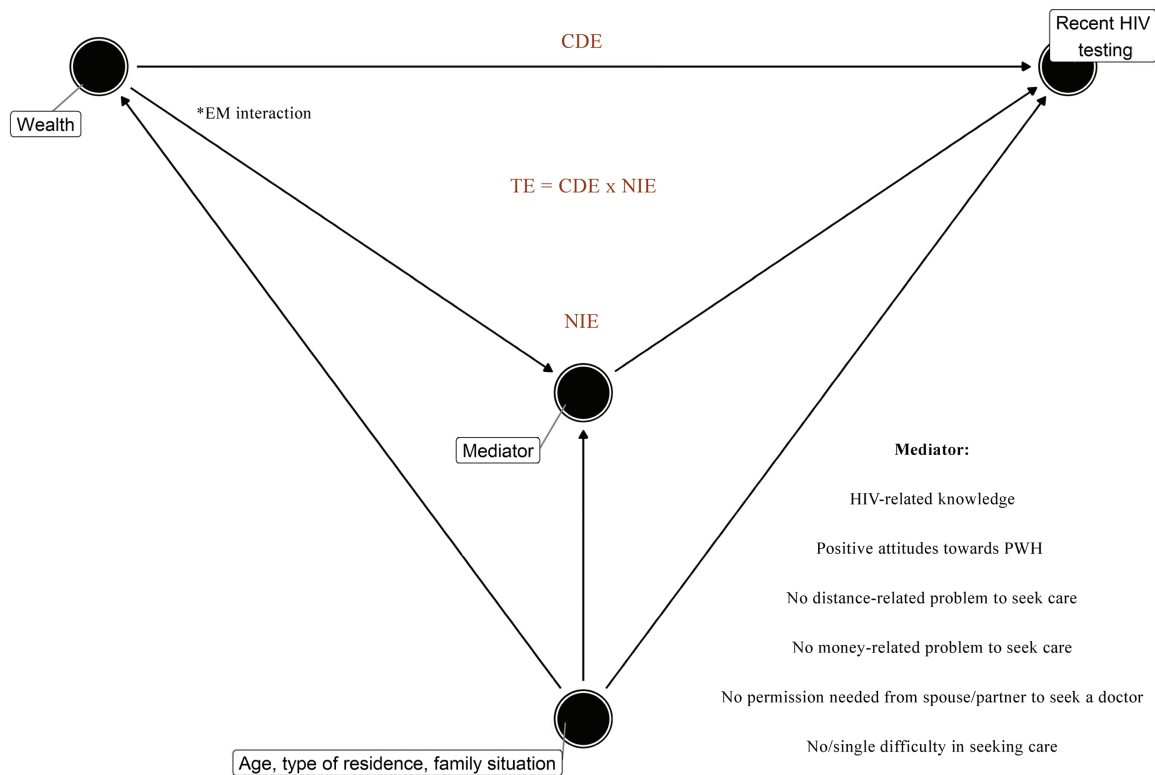 CDE
Recent HIV
testing
Wealth
*EM interaction
TE = CDE x NIE
NIE
Mediator
Mediator:
HIV-related knowledge
Positive attitudes towards PWH
No distance-related problem to seek care
No money-related problem to seek care
No permission needed from spouse/partner to seek a doctor
No/single difficulty in seeking care
Age, type of residence, family situation